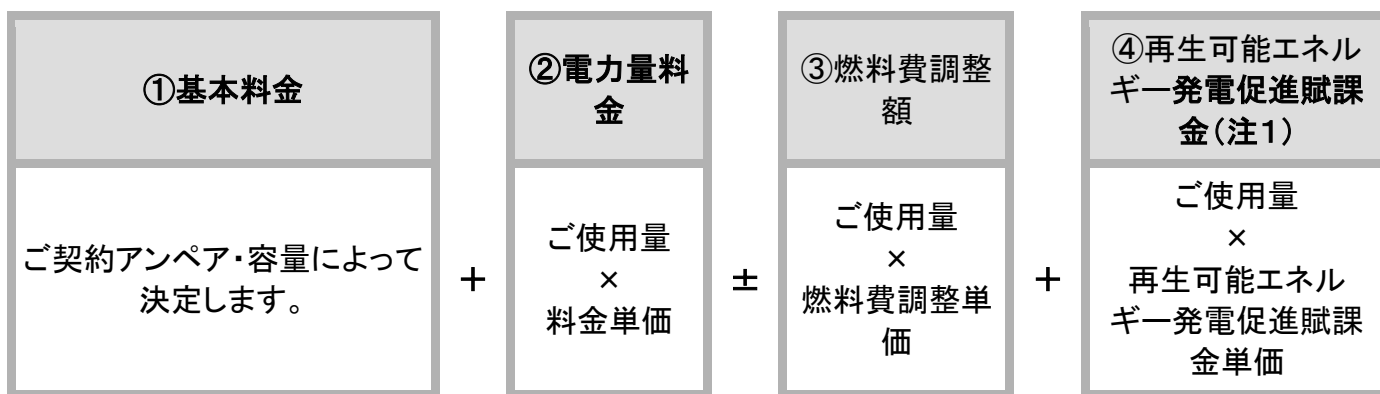 ①基本料金
ご契約アンペア・容量によって
決定します。
＋
②電力量料
金
ご使用量
×
料金単価
±
③燃料費調整
額
ご使用量
×
燃料費調整単
価
＋
④再生可能エネル
ギー発電促進賦課
金(注1)
ご使用量
×
再生可能エネル
ギー発電促進賦課
金単価